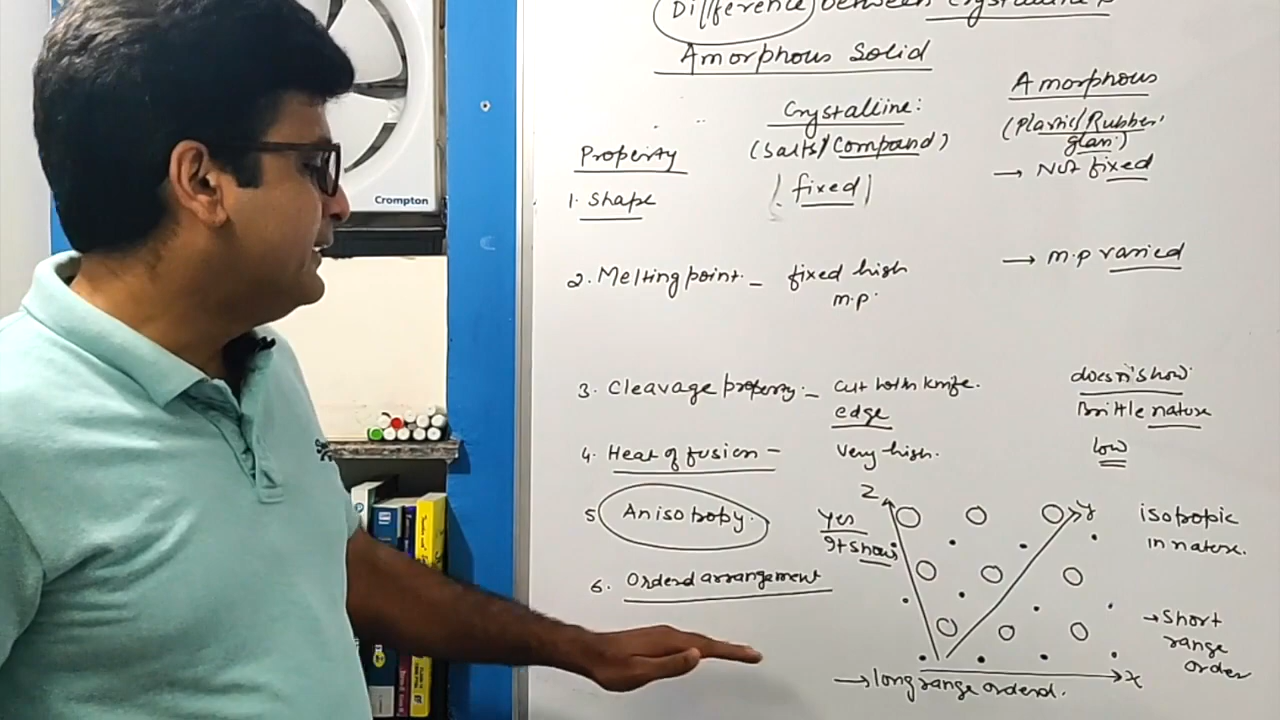 Difference between Crystalline &
Amorphous Solid
Property
Crystalline:
(Salts/Compand)
Amorphous
(Plastic/Rubber,
glass)
1. Shape
fixed
→ Not fixed
2. Melting point - fixed high
m.p.
→ m.p varied
3. Cleavage property - cut with knife.
edge
doesn't show.
Brittle nature
4. Heat of fusion -
very high.
low
5 Anisotropy.
Yes
It shows
isotropic
in nature.
Z
Y
X
6. Orderd arrangement
→ long range orderd.
→ Short
range
order
Crompton